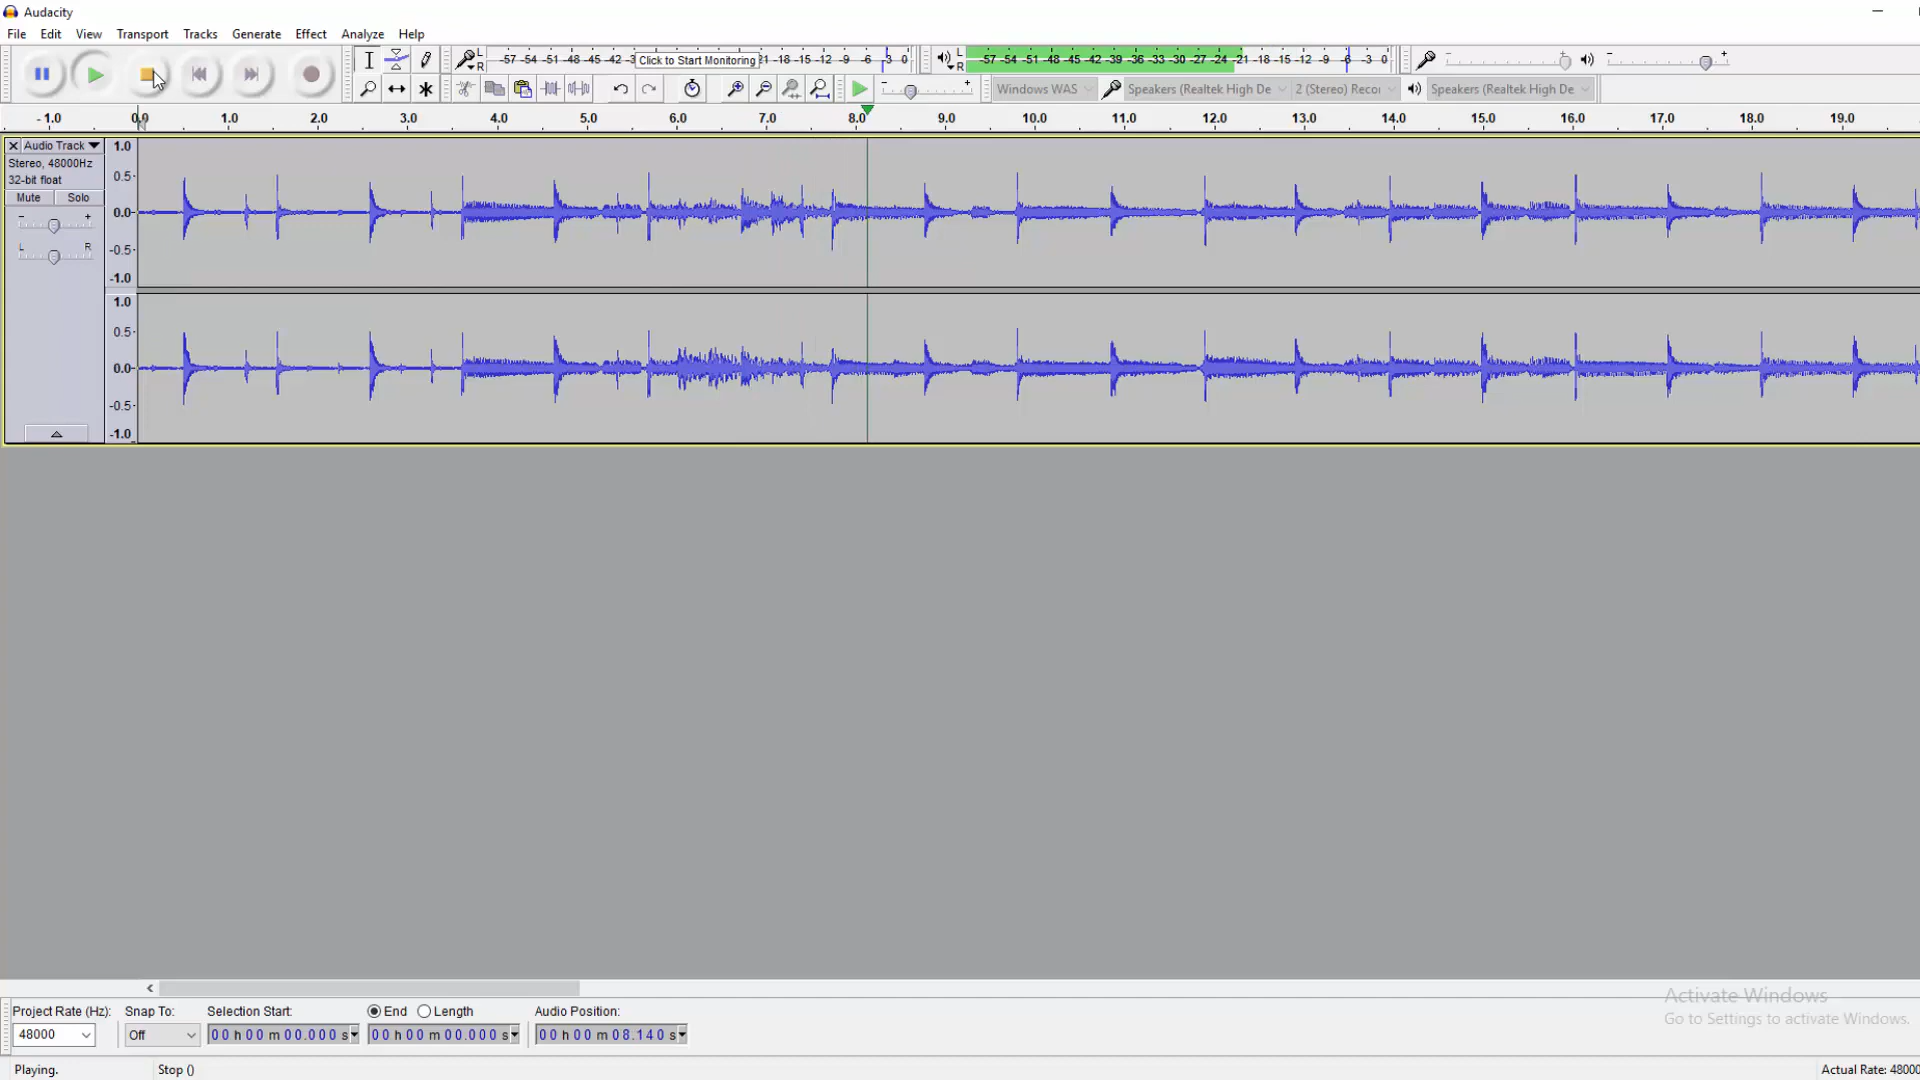 Audacity
File Edit View Transport Tracks Generate Effect Analyze Help
L R -57 -54 -51 -48 -45 -42 -3 Click to Start Monitoring 21 -18 -15 -12 -9 -6 -3 0 L R -57 -54 -51 -48 -45 -42 -39 -36 -33 -30 -27 -24 -21 -18 -15 -12 -9 -6 -3 0
Windows WAS Speakers (Realtek High De 2 (Stereo) Recor Speakers (Realtek High De
-1.0 0.0 1.0 2.0 3.0 4.0 5.0 6.0 7.0 8.0 9.0 10.0 11.0 12.0 13.0 14.0 15.0 16.0 17.0 18.0 19.0
Audio Track 1.0
Stereo, 48000Hz
32-bit float 0.5
Mute Solo
0.0
L R -0.5
-1.0
1.0
0.5
0.0
-0.5
-1.0
Activate Windows
Go to Settings to activate Windows.
Project Rate (Hz): Snap To: Selection Start: End Length Audio Position:
48000 Off 00 h 00 m 00.000 s 00 h 00 m 00.000 s 00 h 00 m 08.140 s
Playing. Stop () Actual Rate: 48000